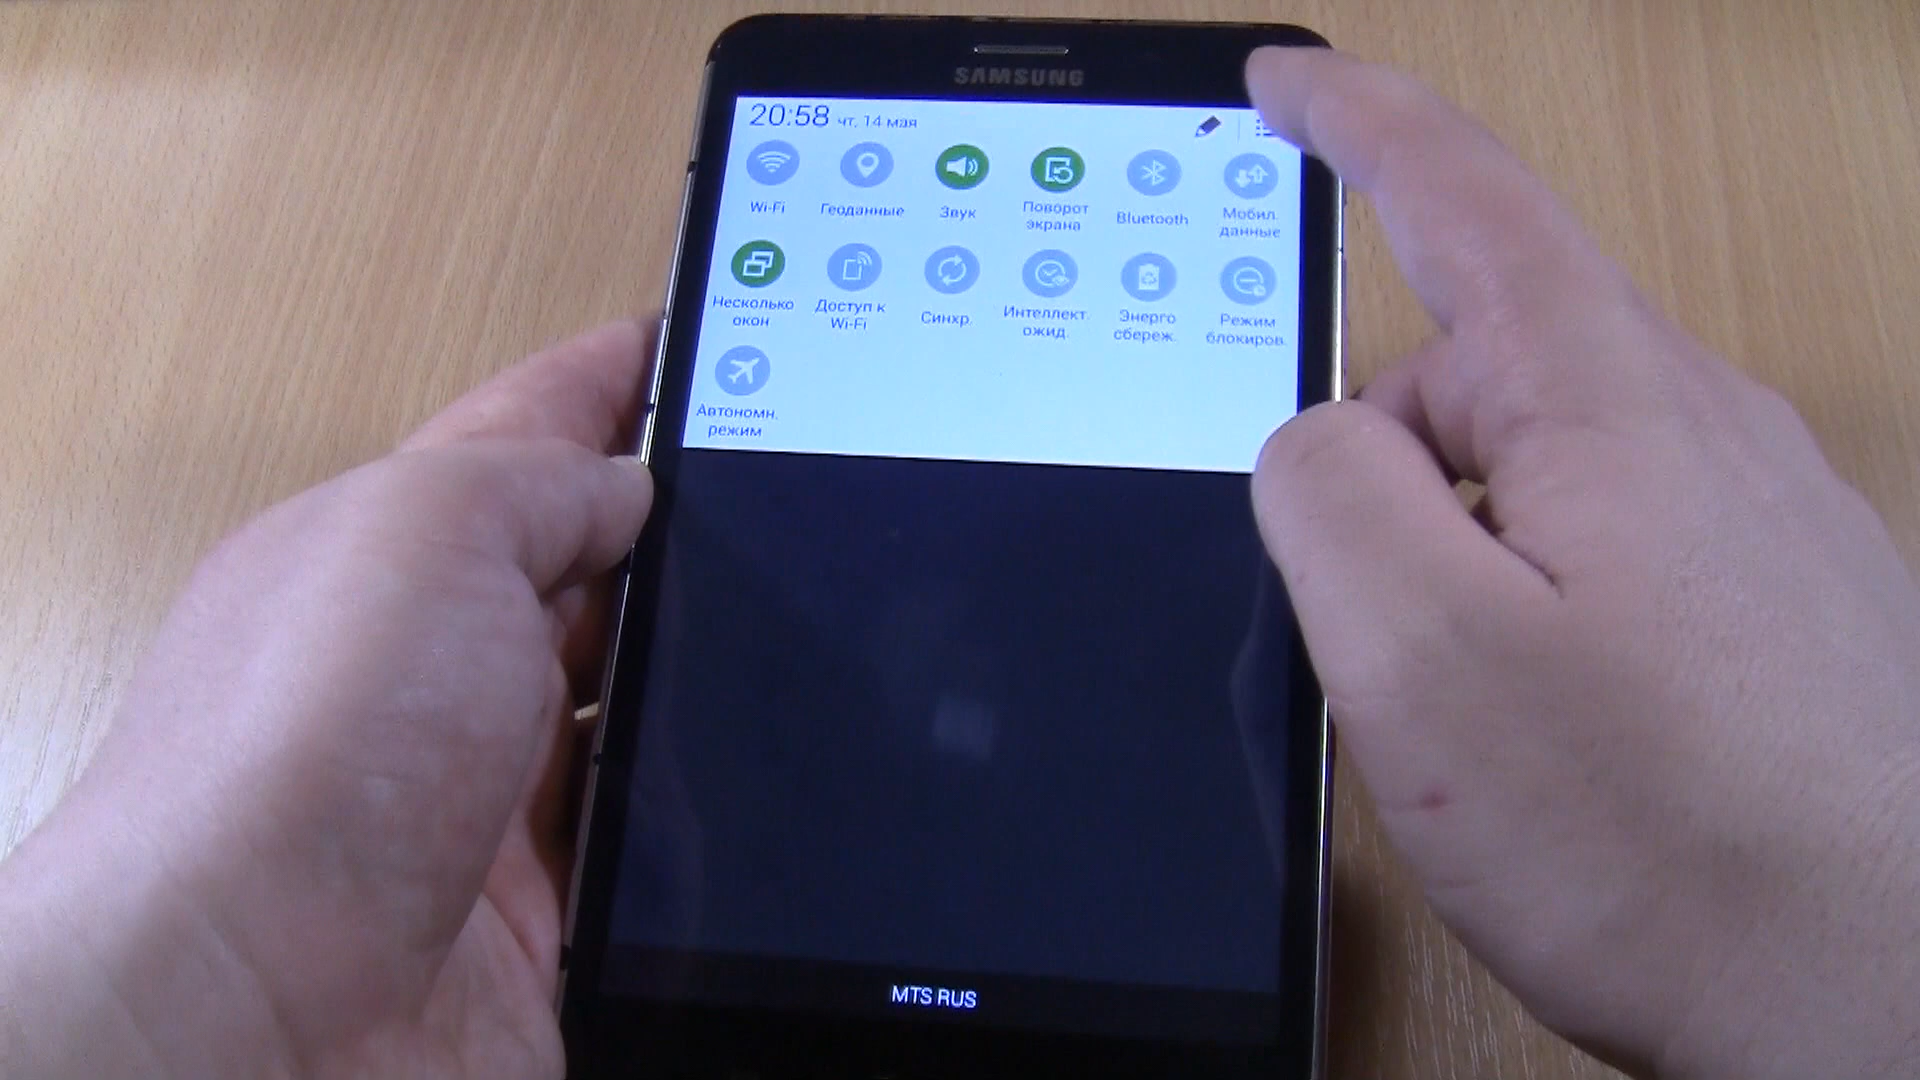 SAMSUNG
20:58 чт, 14 мая
Wi-Fi
Геоданные
Звук
Поворот
экрана
Bluetooth
Мобил.
данные
Несколько
окон
Доступ к
Wi-Fi
Синхр.
Интеллект.
ожид.
Энерго
сбереж.
Режим
блокиров.
Автономн.
режим
MTS RUS